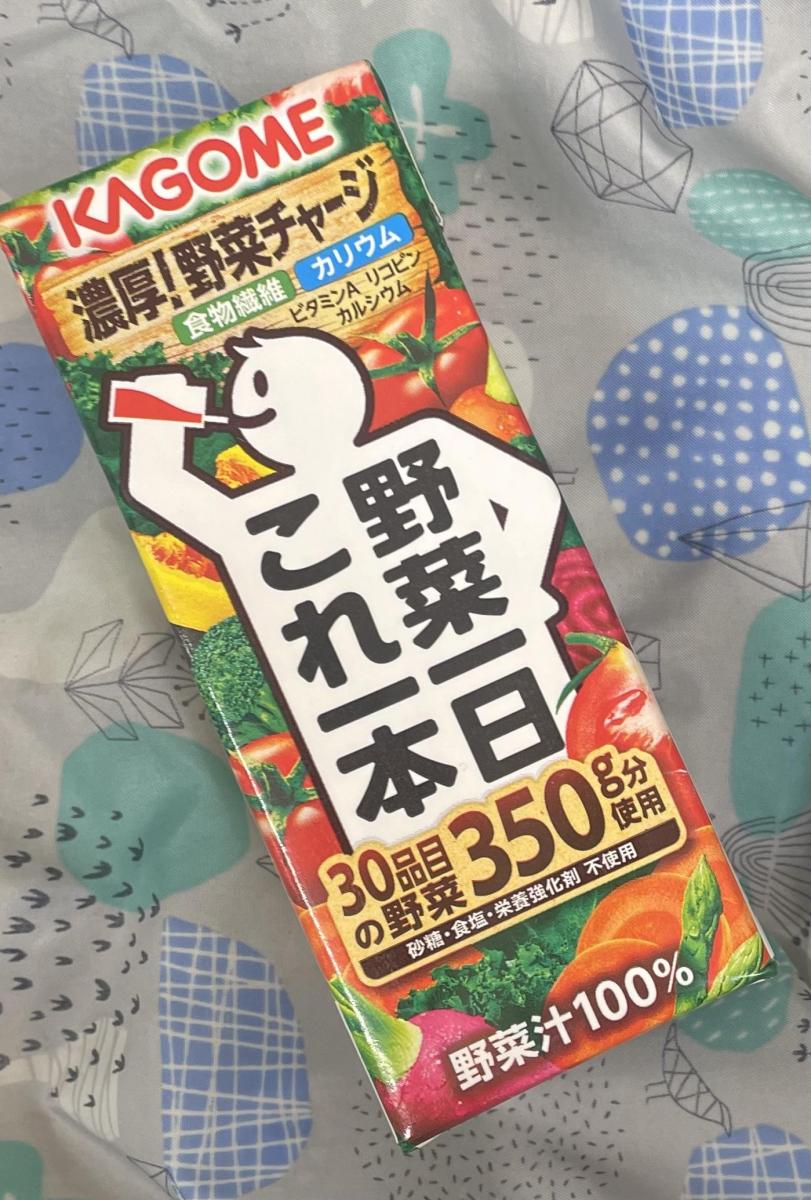 KAGOME
濃厚!野菜チャージ
食物繊維 カリウム
ビタミンA リコピン
カルシウム
野菜一日
これ一本
30品目
の野菜
350g分
使用
砂糖・食塩・栄養強化剤 不使用
野菜汁100%